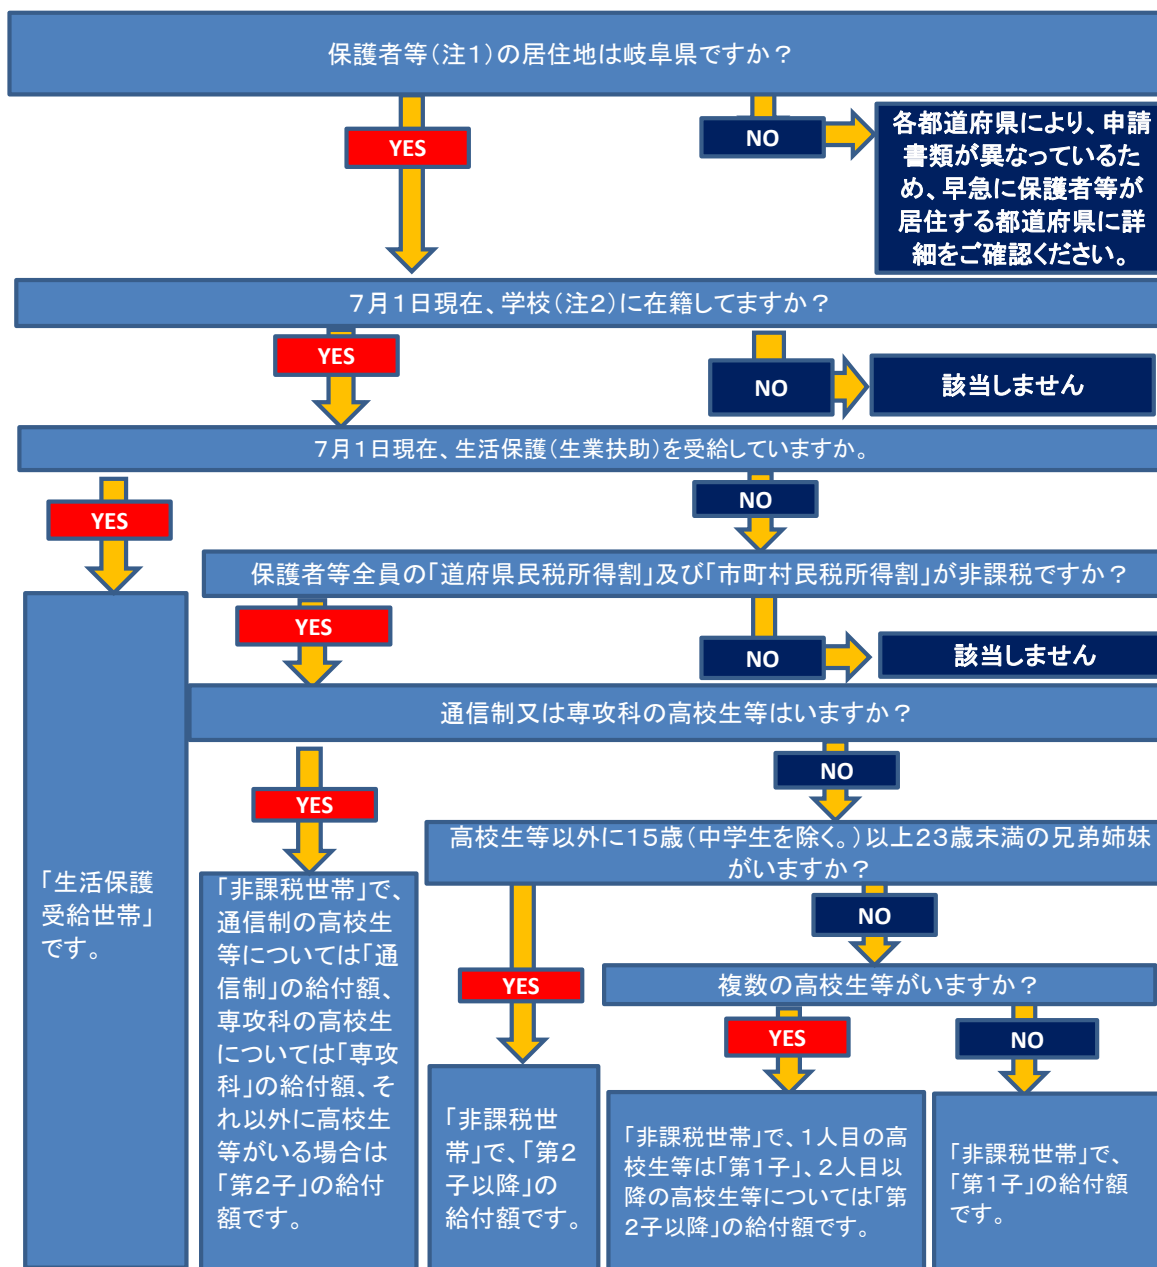 保護者等(注1)の居住地は岐阜県ですか?
YES
NO
各都道府県により、申請
書類が異なっているた
め、早急に保護者等が
居住する都道府県に詳
細をご確認ください。
7月1日現在、学校(注2)に在籍してますか?
YES
NO
該当しません
7月1日現在、生活保護(生業扶助)を受給していますか。
YES
NO
保護者等全員の「道府県民税所得割」及び「市町村民税所得割」が非課税ですか?
YES
NO
該当しません
通信制又は専攻科の高校生等はいますか?
YES
NO
高校生等以外に15歳(中学生を除く。)以上23歳未満の兄弟姉妹
がいますか?
YES
NO
複数の高校生等がいますか?
YES
NO
「生活保護
受給世帯」
です。
「非課税世帯」で、
通信制の高校生
等については「通
信制」の給付額、
専攻科の高校生
については「専攻
科」の給付額、そ
れ以外に高校生
等がいる場合は
「第2子」の給付
額です。
「非課税世
帯」で、「第2
子以降」の
給付額です。
「非課税世帯」で、1人目の高
校生等は「第1子」、2人目以
降の高校生等については「第
2子以降」の給付額です。
「非課税世帯」で、
「第1子」の給付額
です。